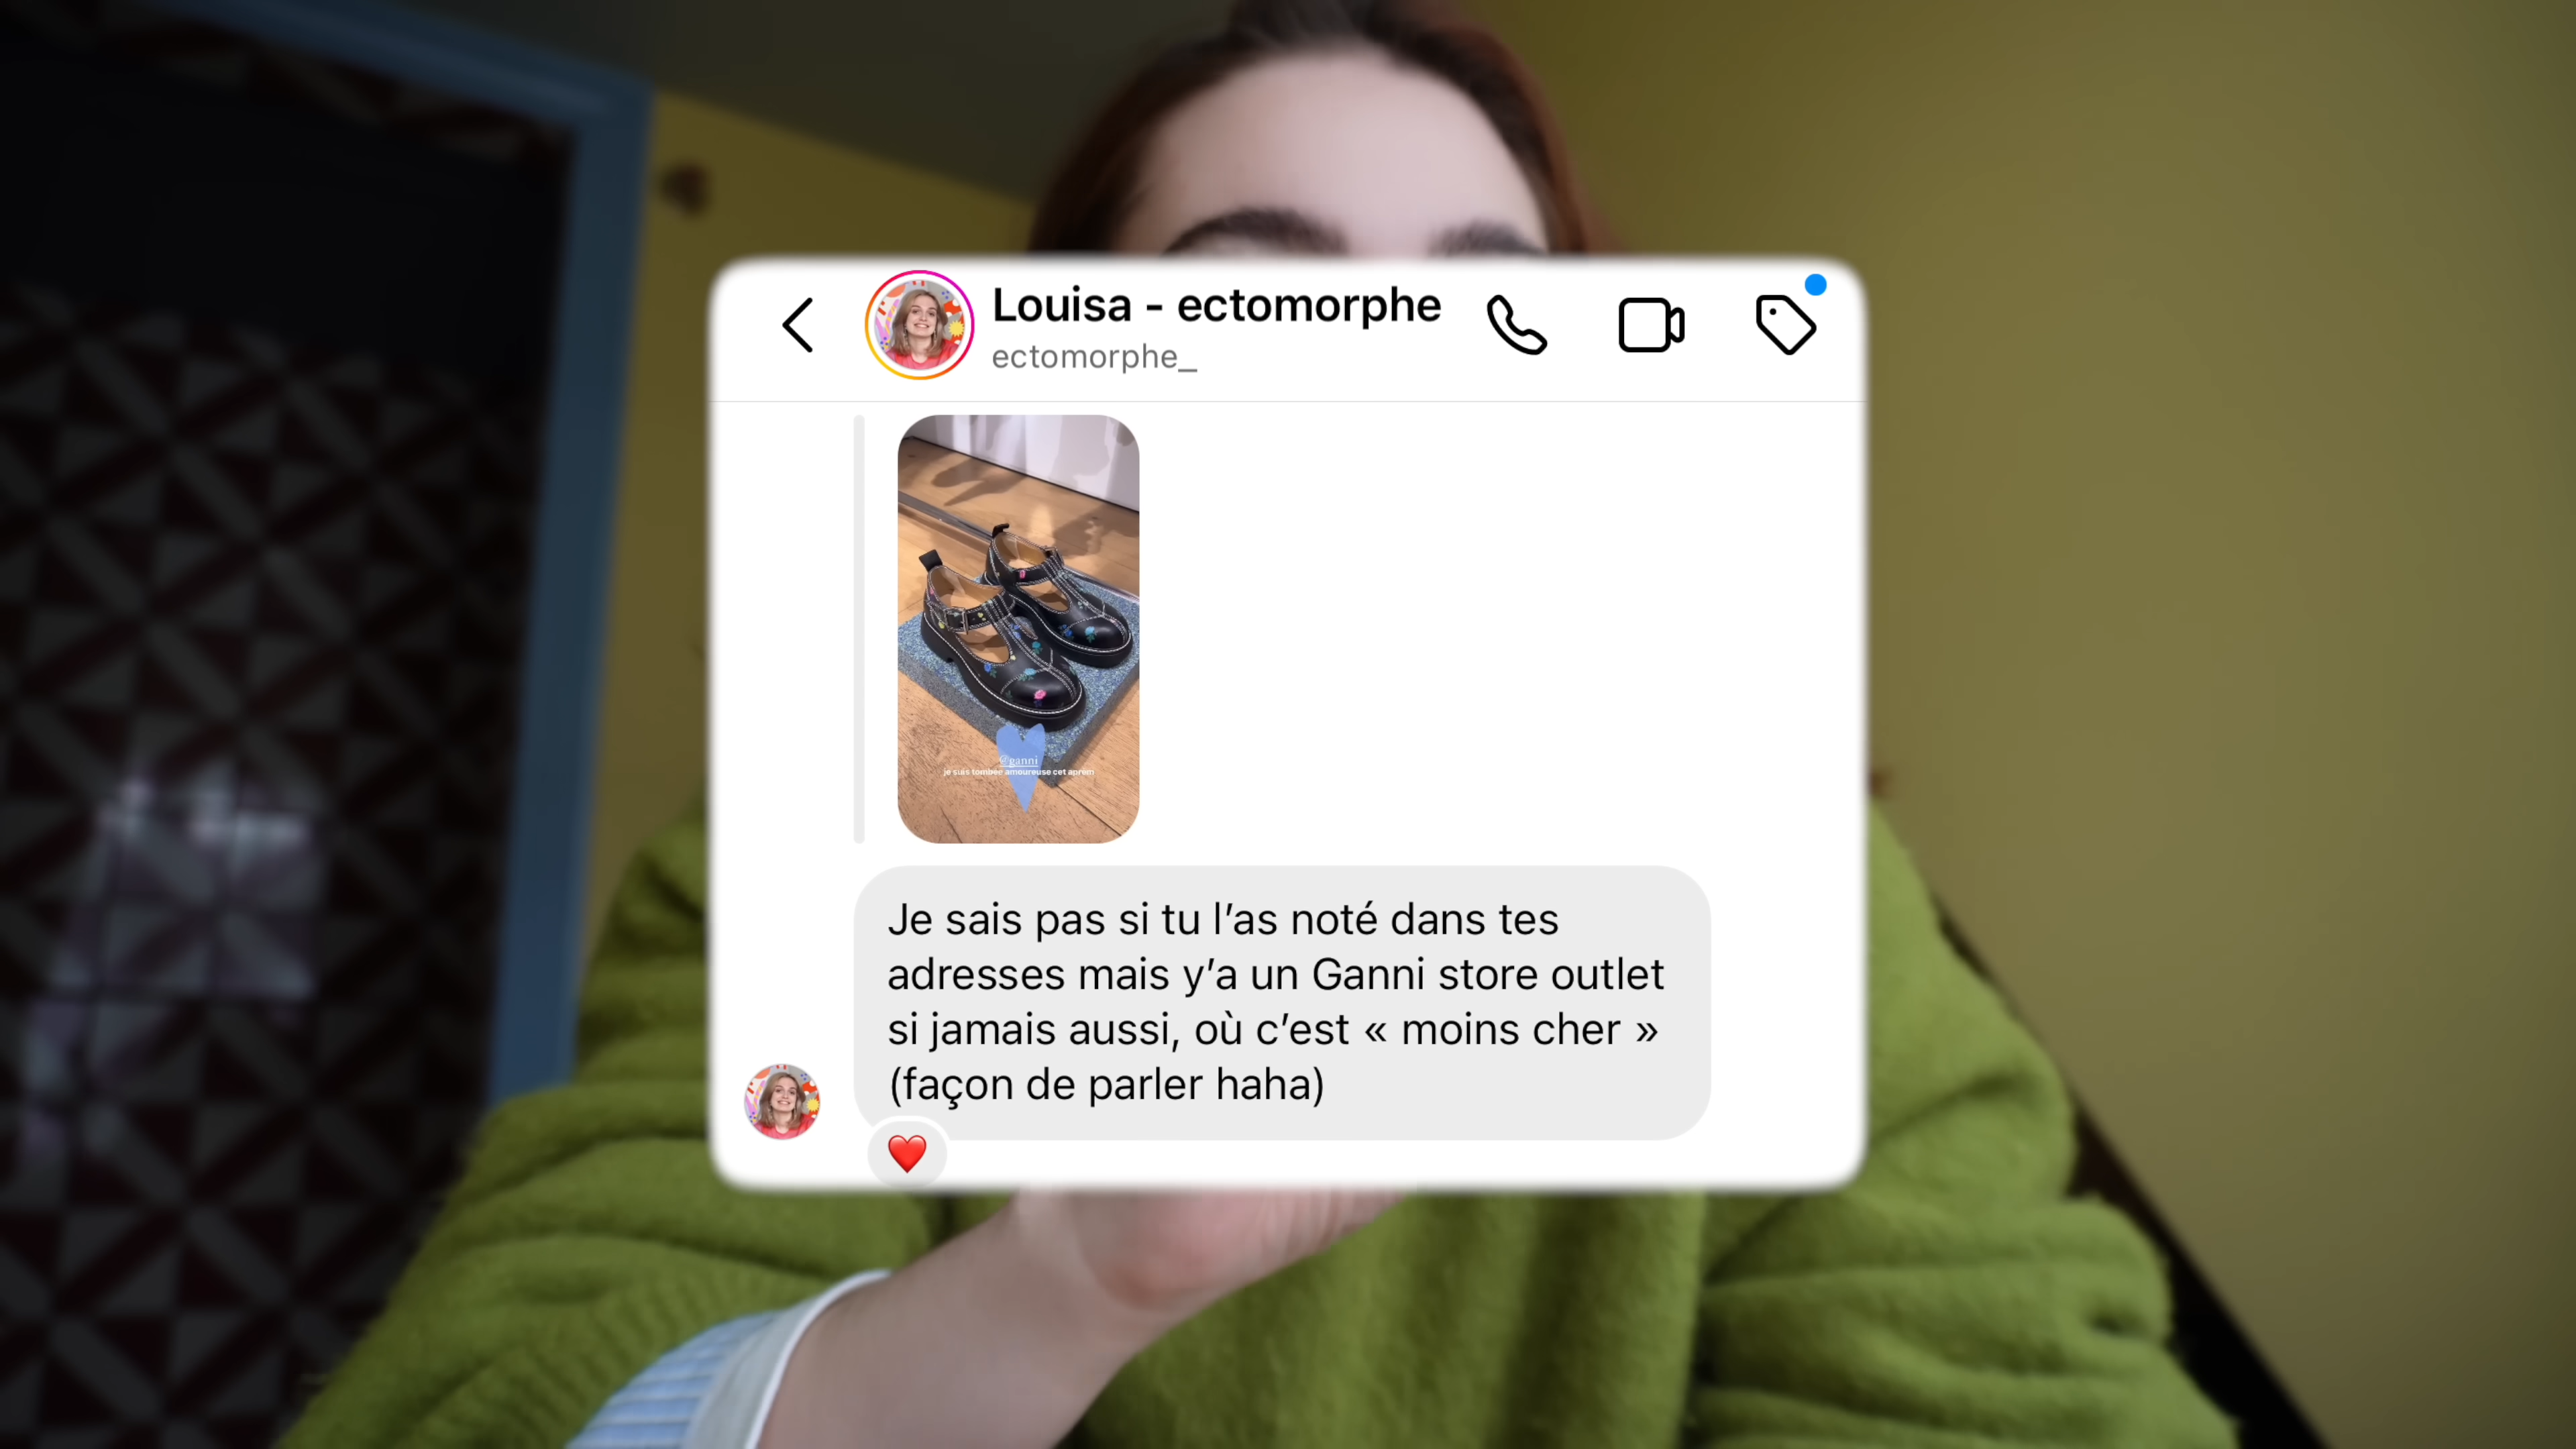 Louisa - ectomorphe
ectomorphe_
@ganni
je suis tombée amoureuse cet aprem
Je sais pas si tu l’as noté dans tes
adresses mais y’a un Ganni store outlet
si jamais aussi, où c’est « moins cher »
(façon de parler haha)